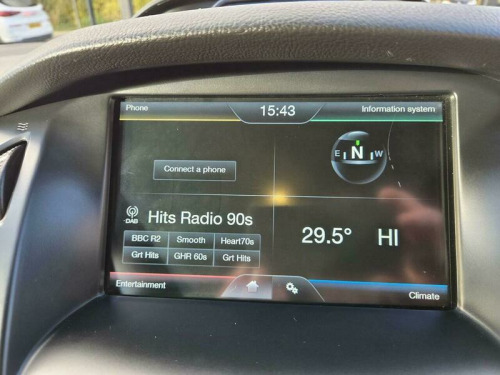 Phone 15:43 Information system
E N W
Connect a phone
DAB Hits Radio 90s
29.5° HI
BBC R2 Smooth Heart70s
Grt Hits GHR 60s Grt Hits
Entertainment Climate